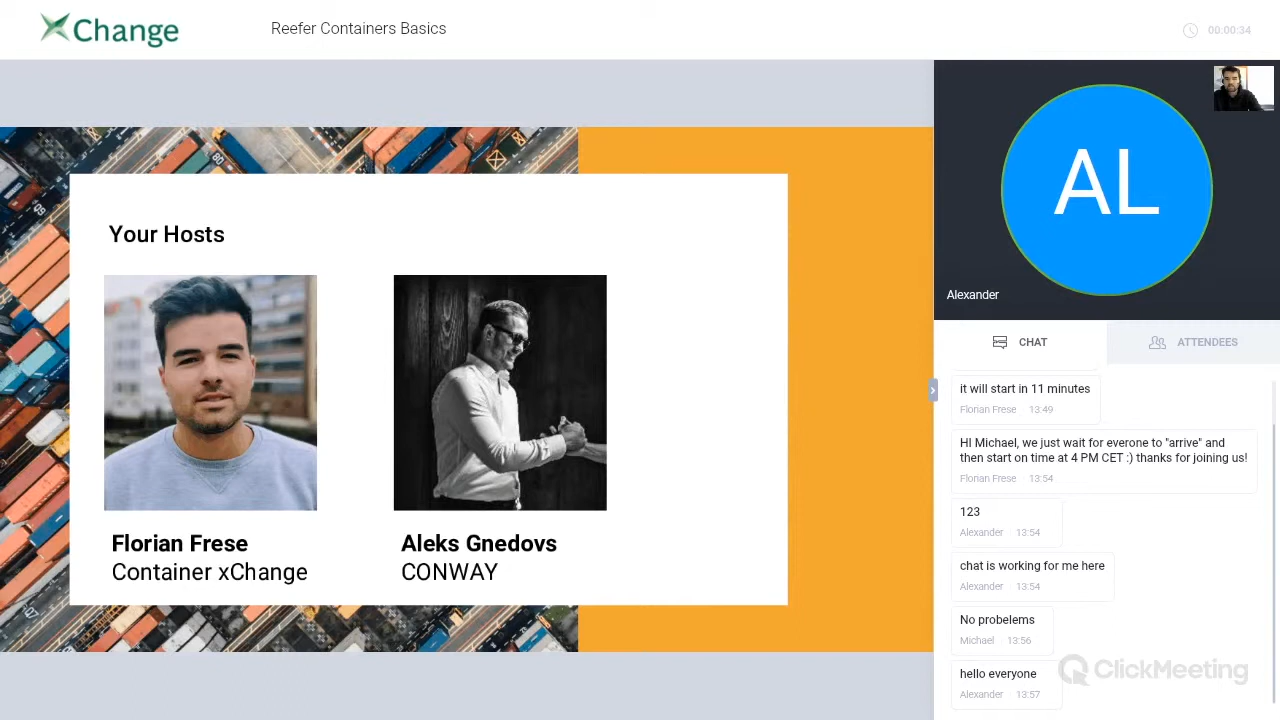 XChange
Reefer Containers Basics
00:00:34
Your Hosts
Florian Frese
Container xChange
Aleks Gnedovs
CONWAY
AL
Alexander
CHAT
ATTENDEES
it will start in 11 minutes
Florian Frese 13:49
HI Michael, we just wait for everone to "arrive" and
then start on time at 4 PM CET :) thanks for joining us!
Florian Frese 13:54
123
Alexander 13:54
chat is working for me here
Alexander 13:54
No probelems
Michael 13:56
hello everyone
Alexander 13:57
ClickMeeting
80
09
07